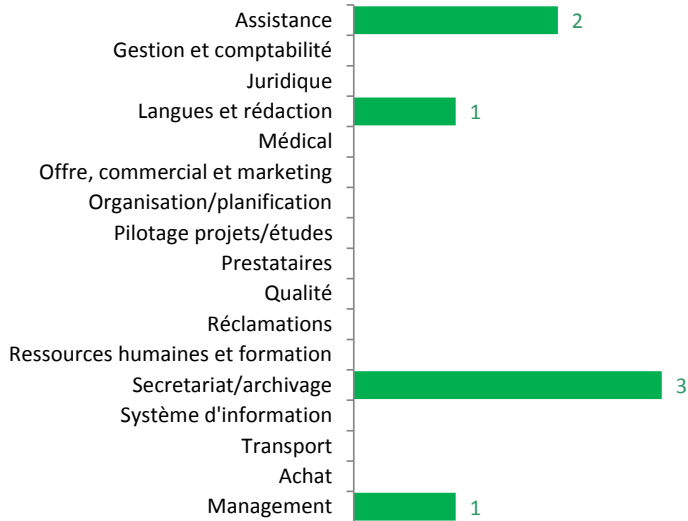 Assistance 2
Gestion et comptabilité
Juridique
Langues et rédaction 1
Médical
Offre, commercial et marketing
Organisation/planification
Pilotage projets/études
Prestataires
Qualité
Réclamations
Ressources humaines et formation
Secretariat/archivage 3
Système d'information
Transport
Achat
Management 1